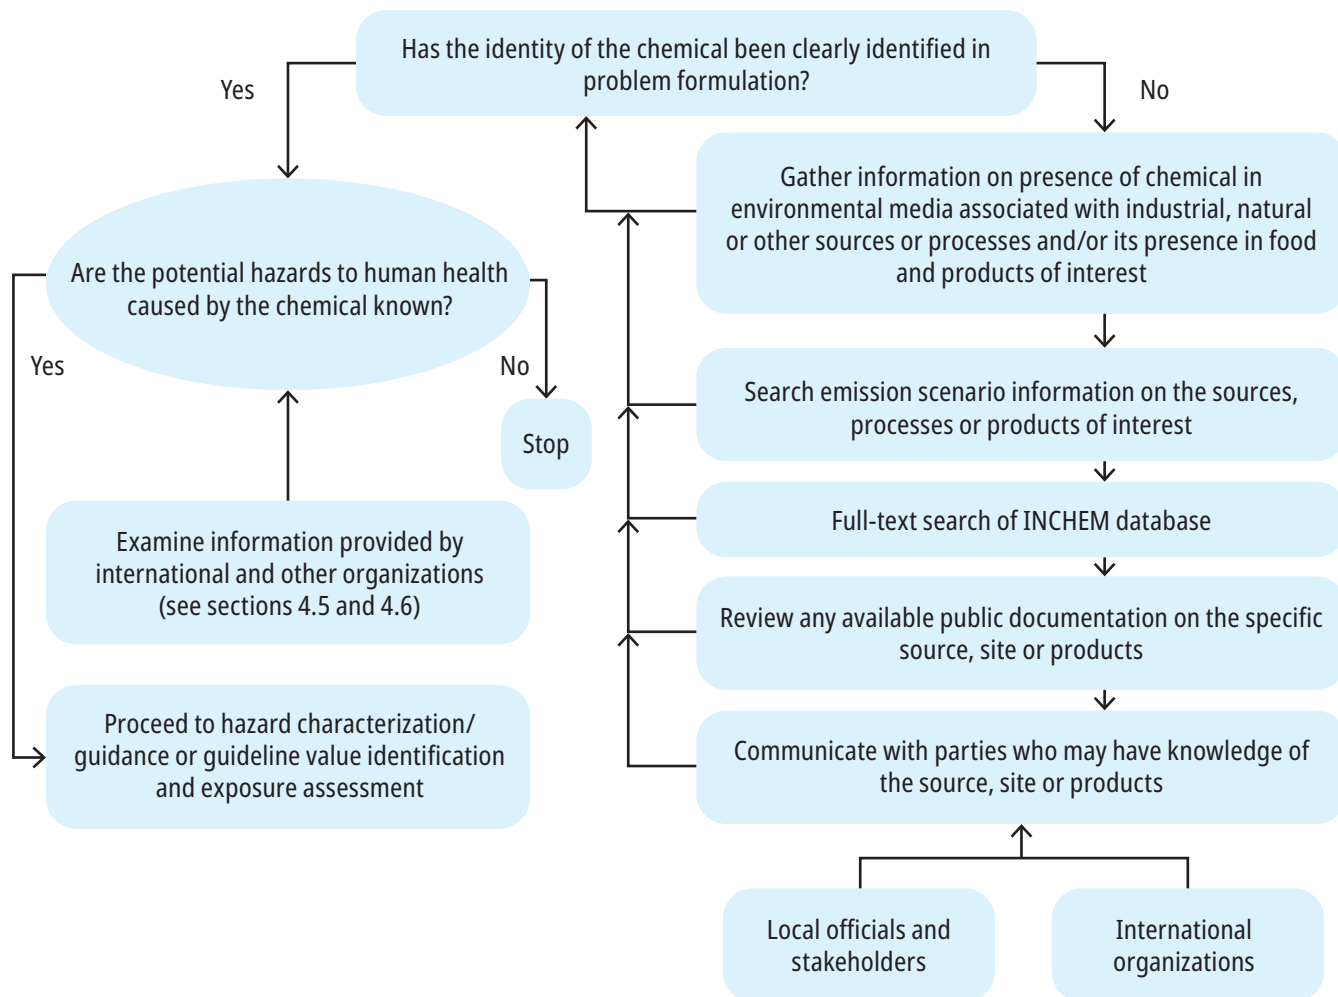 Has the identity of the chemical been clearly identified in
problem formulation?
Yes
No
Gather information on presence of chemical in
environmental media associated with industrial, natural
or other sources or processes and/or its presence in food
and products of interest
Are the potential hazards to human health
caused by the chemical known?
Yes
No
Stop
Search emission scenario information on the sources,
processes or products of interest
Full-text search of INCHEM database
Examine information provided by
international and other organizations
(see sections 4.5 and 4.6)
Review any available public documentation on the specific
source, site or products
Proceed to hazard characterization/
guidance or guideline value identification
and exposure assessment
Communicate with parties who may have knowledge of
the source, site or products
Local officials and
stakeholders
International
organizations